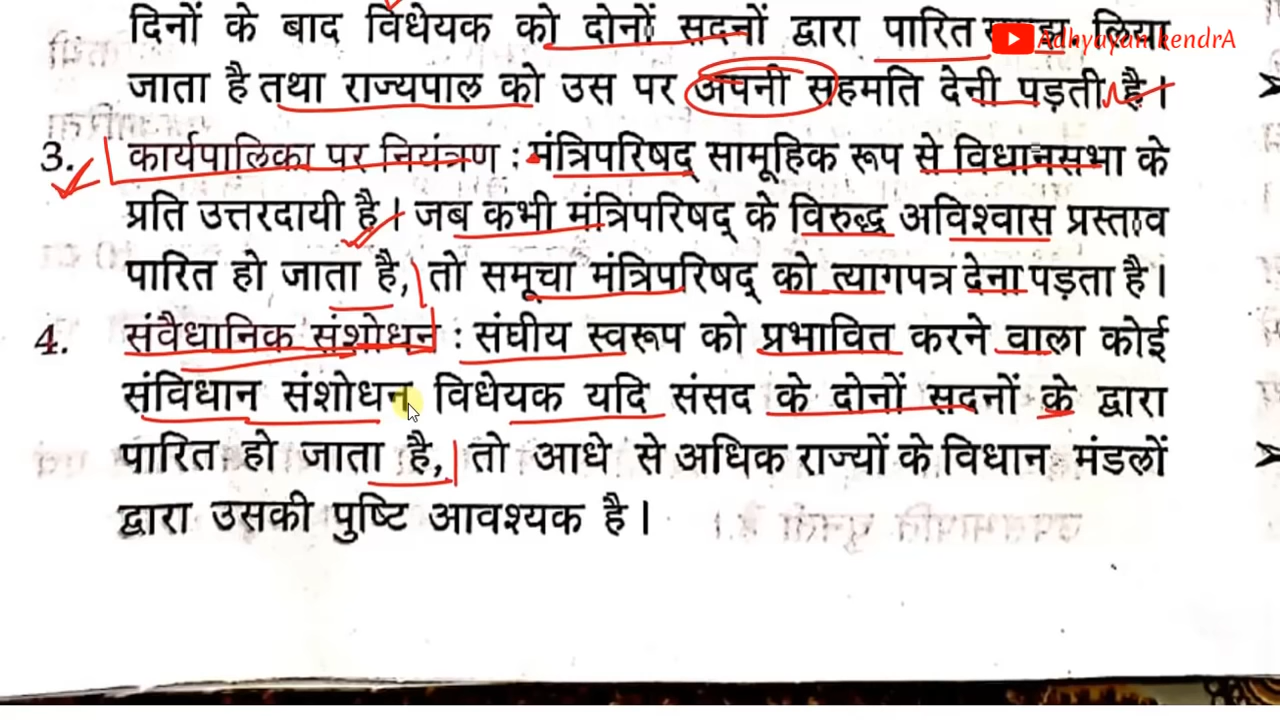 दिनों के बाद विधेयक को दोनों सदनों द्वारा पारित समझ लिया
Adhyayan kendrA
जाता है तथा राज्यपाल को उस पर अपनी सहमति देनी पड़ती है।
3. कार्यपालिका पर नियंत्रण : मंत्रिपरिषद् सामूहिक रूप से विधानसभा के
प्रति उत्तरदायी है। जब कभी मंत्रिपरिषद् के विरुद्ध अविश्वास प्रस्ताव
पारित हो जाता है, तो समूचा मंत्रिपरिषद् को त्यागपत्र देना पड़ता है।
4. संवैधानिक संशोधन : संघीय स्वरूप को प्रभावित करने वाला कोई
संविधान संशोधन विधेयक यदि संसद के दोनों सदनों के द्वारा
पारित हो जाता है, तो आधे से अधिक राज्यों के विधान मंडलों
द्वारा उसकी पुष्टि आवश्यक है।